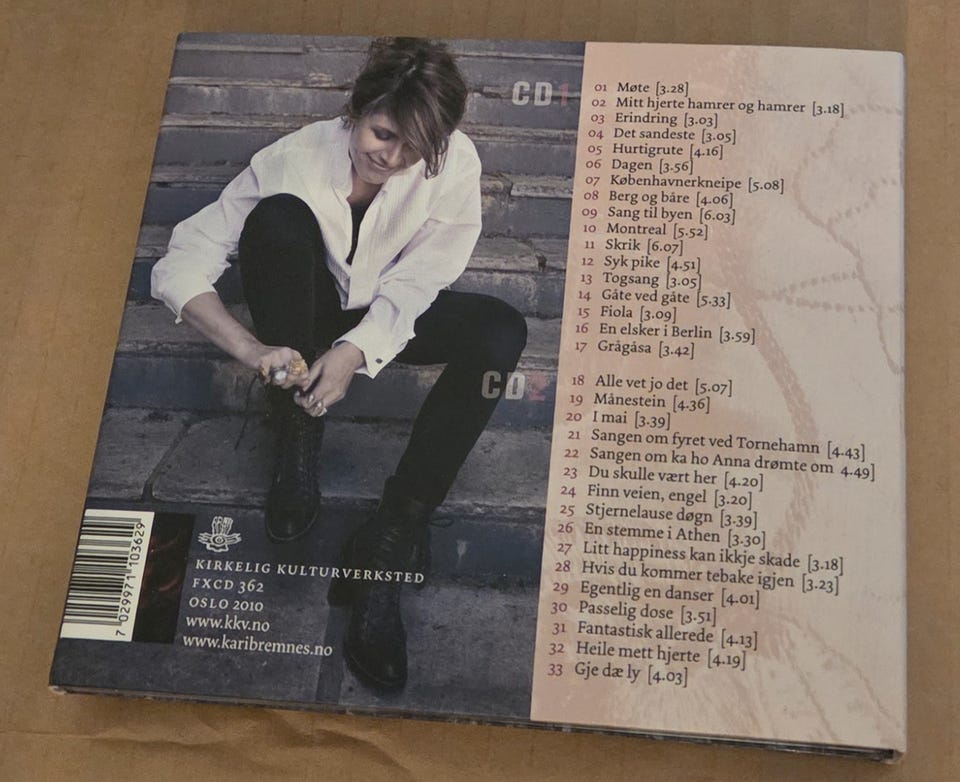 CD1
01 Møte [3.28]
02 Mitt hjerte hamrer og hamrer [3.18]
03 Erindring [3.03]
04 Det sandeste [3.05]
05 Hurtigrute [4.16]
06 Dagen [3.56]
07 Københavnerkneipe [5.08]
08 Berg og båre [4.06]
09 Sang til byen [6.03]
10 Montreal [5.52]
11 Skrik [6.07]
12 Syk pike [4.51]
13 Togsang [3.05]
14 Gåte ved gåte [5.33]
15 Fiola [3.09]
16 En elsker i Berlin [3.59]
17 Grågåsa [3.42]
CD2
18 Alle vet jo det [5.07]
19 Månestein [4.36]
20 I mai [3.39]
21 Sangen om fyret ved Tornehamn [4.43]
22 Sangen om ka ho Anna drømte om 4.49]
23 Du skulle vært her [4.20]
24 Finn veien, engel [3.20]
25 Stjernelause døgn [3.39]
26 En stemme i Athen [3.30]
27 Litt happiness kan ikkje skade [3.18]
28 Hvis du kommer tebake igjen [3.23]
29 Egentlig en danser [4.01]
30 Passelig dose [3.51]
31 Fantastisk allerede [4.13]
32 Heile mett hjerte [4.19]
33 Gje dæ ly [4.03]
KIRKELIG KULTURVERKSTED
FXCD 362
OSLO 2010
www.kkv.no
www.karibremnes.no
7 029971 103629